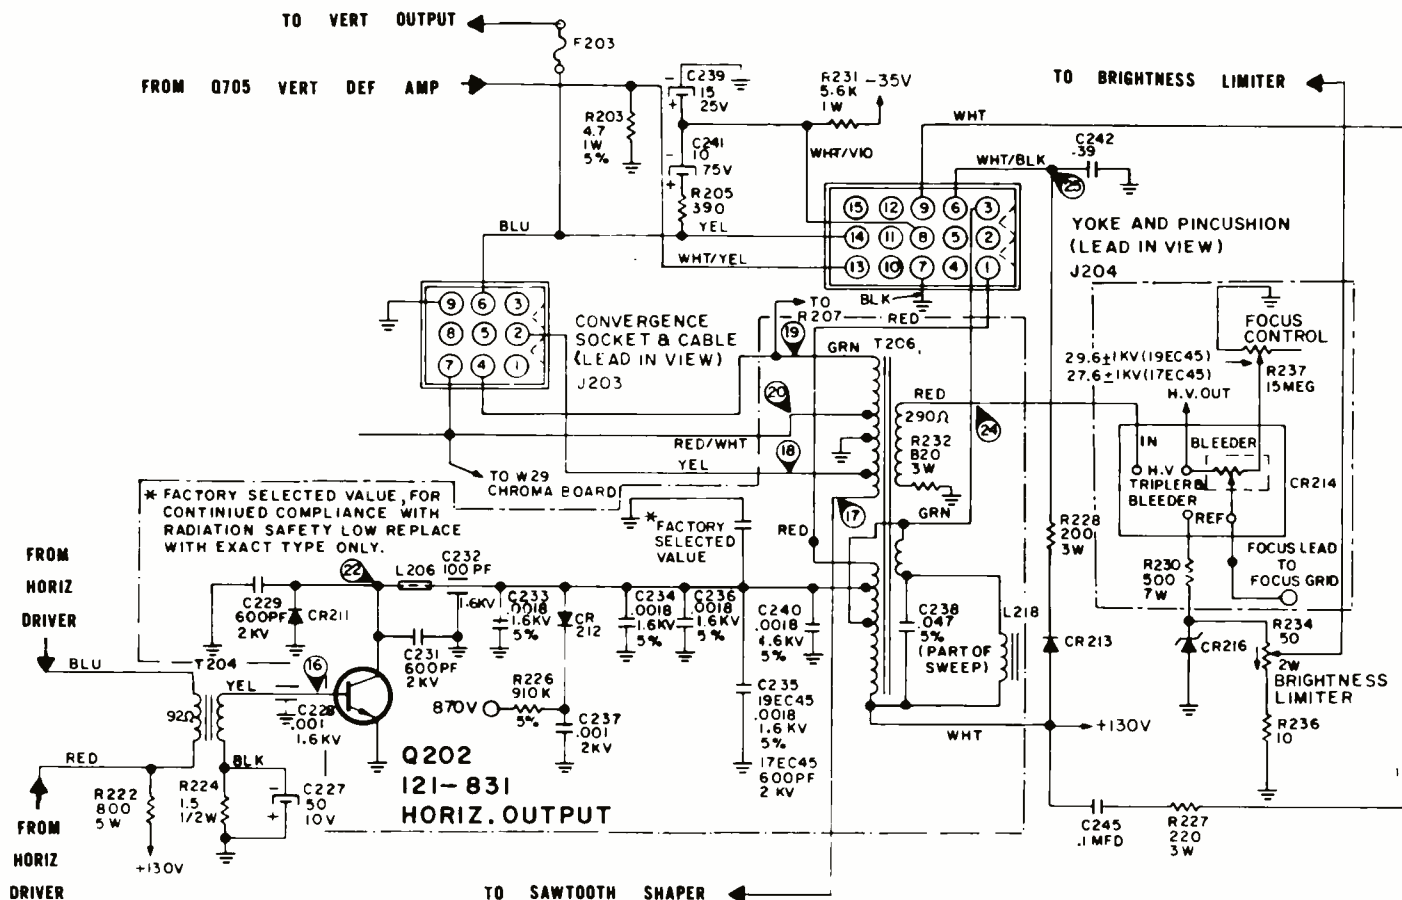 TO VERT OUTPUT
F203
FROM Q705 VERT DEF AMP
C239
15
25V
R203
4.7
1W
5%
C241
10
75V
R205
390
R231
5.6K
1W
-35V
WHT/VIO
WHT
TO BRIGHTNESS LIMITER
C242
.39
WHT/BLK
25
BLU
YEL
WHT/YEL
15 12 9 6 3
14 11 8 5 2
13 10 7 4 1
BLK
YOKE AND PINCUSHION
(LEAD IN VIEW)
J204
9 6 3
8 5 2
7 4 1
CONVERGENCE
SOCKET & CABLE
(LEAD IN VIEW)
J203
TO
R207
RED
19
GRN
T206
20
RED/WHT
18
YEL
TO W29
CHROMA BOARD
RED
290Ω
R232
820
3W
24
GRN
17
RED
FOCUS
CONTROL
29.6±1KV(19EC45)
27.6±1KV(17EC45)
R237
15MEG
H.V. OUT
IN
BLEEDER
H.V
TRIPLER &
BLEEDER
REF
CR214
FOCUS LEAD
TO
FOCUS GRID
R228
200
3W
R230
500
7W
CR213
CR216
R234
50
2W
BRIGHTNESS
LIMITER
R236
10
* FACTORY SELECTED VALUE, FOR
CONTINUED COMPLIANCE WITH
RADIATION SAFETY LOW REPLACE
WITH EXACT TYPE ONLY.
* FACTORY
SELECTED
VALUE
FROM
HORIZ
DRIVER
BLU
T204
92Ω
RED
FROM
HORIZ
DRIVER
R222
800
5W
+130V
YEL
16
BLK
R224
1.5
1/2W
C227
50
10V
C228
.001
1.6KV
C229
600PF
2KV
CR211
22
L206
C232
100PF
1.6KV
C231
600PF
2KV
Q202
121-831
HORIZ. OUTPUT
C233
.0018
1.6KV
5%
CR
212
R226
910K
5%
870V
C237
.001
2KV
C234
.0018
1.6KV
5%
C236
.0018
1.6KV
5%
C240
.0018
1.6KV
5%
C235
19EC45
.0018
1.6KV
5%
17EC45
600PF
2KV
C238
.047
5%
(PART OF
SWEEP)
L218
WHT
+130V
C245
.1MFD
R227
220
3W
TO SAWTOOTH SHAPER